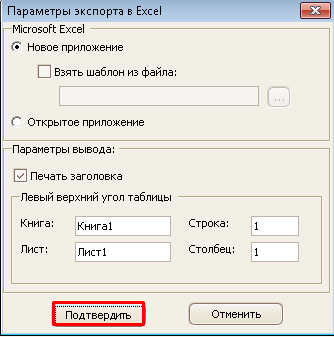 Параметры экспорта в Excel
Microsoft Excel
Новое приложение
Взять шаблон из файла:
...
Открытое приложение
Параметры вывода:
Печать заголовка
Левый верхний угол таблицы
Книга: Книга1 Строка: 1
Лист: Лист1 Столбец: 1
Подтвердить Отменить